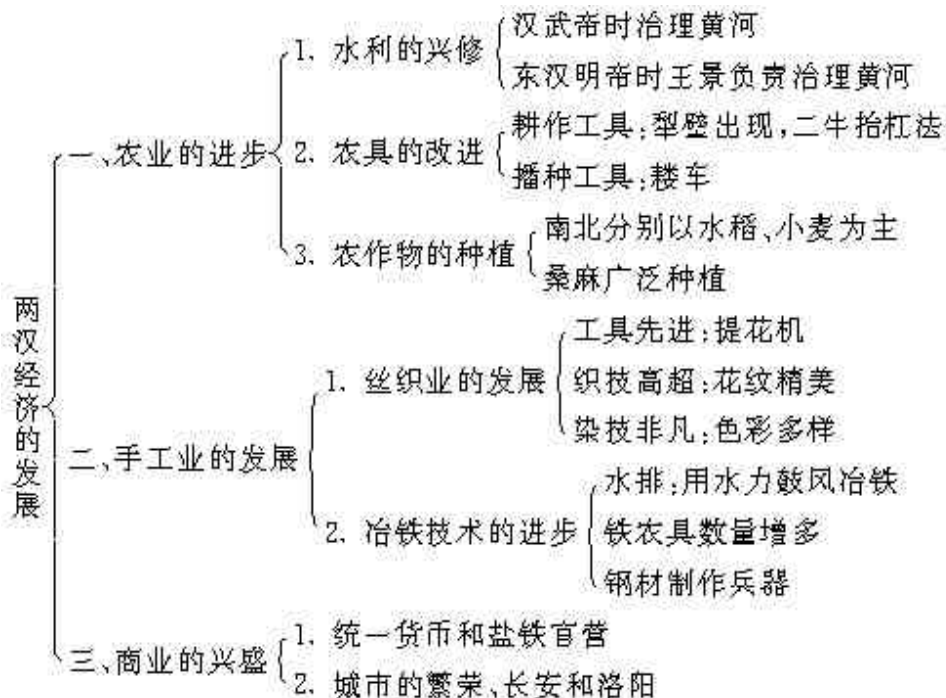 两汉经济的发展
一、农业的进步
1. 水利的兴修
汉武帝时治理黄河
东汉明帝时王景负责治理黄河
2. 农具的改进
耕作工具:犁壁出现,二牛抬杠法
播种工具:耧车
3. 农作物的种植
南北分别以水稻、小麦为主
桑麻广泛种植
二、手工业的发展
1. 丝织业的发展
工具先进:提花机
织技高超:花纹精美
染技非凡:色彩多样
2. 冶铁技术的进步
水排:用水力鼓风冶铁
铁农具数量增多
钢材制作兵器
三、商业的兴盛
1. 统一货币和盐铁官营
2. 城市的繁荣、长安和洛阳